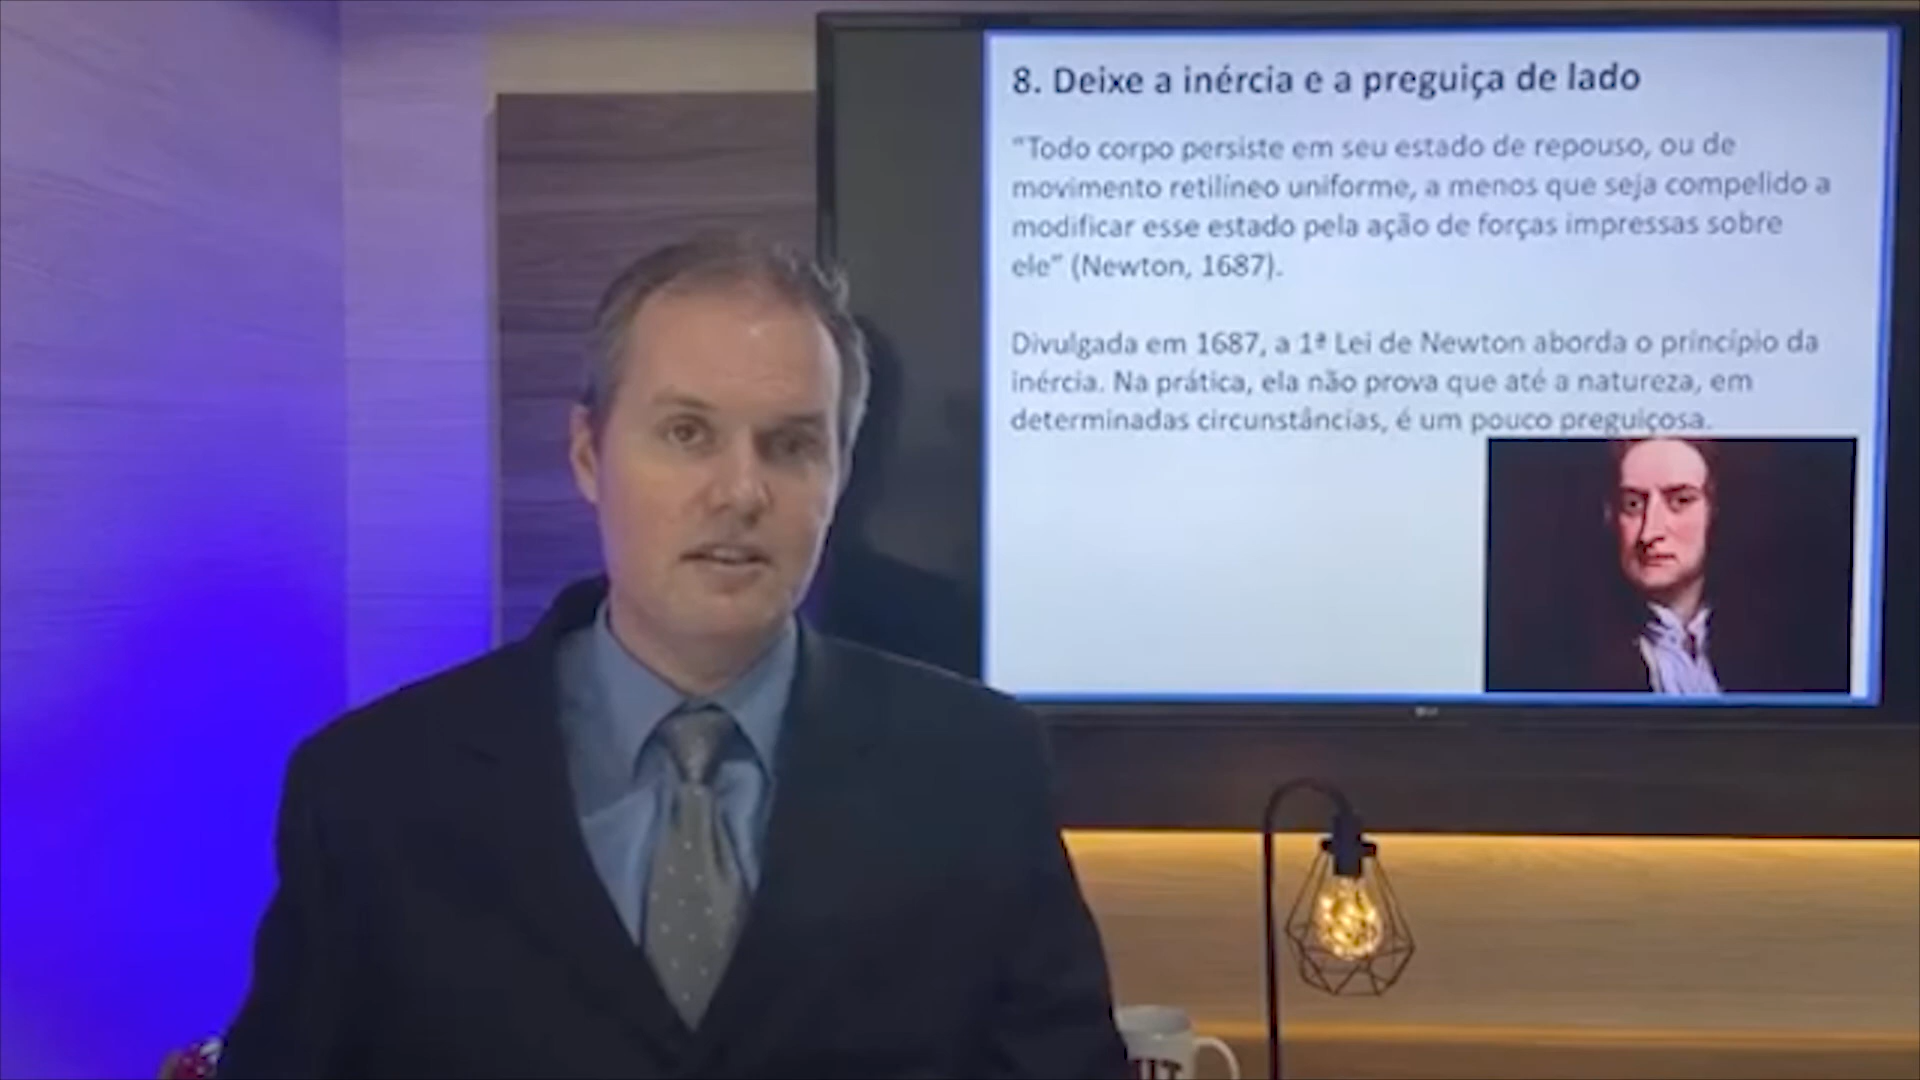 8. Deixe a inércia e a preguiça de lado
"Todo corpo persiste em seu estado de repouso, ou de
movimento retilíneo uniforme, a menos que seja compelido a
modificar esse estado pela ação de forças impressas sobre
ele" (Newton, 1687).
Divulgada em 1687, a 1ª Lei de Newton aborda o princípio da
inércia. Na prática, ela não prova que até a natureza, em
determinadas circunstâncias, é um pouco preguiçosa.